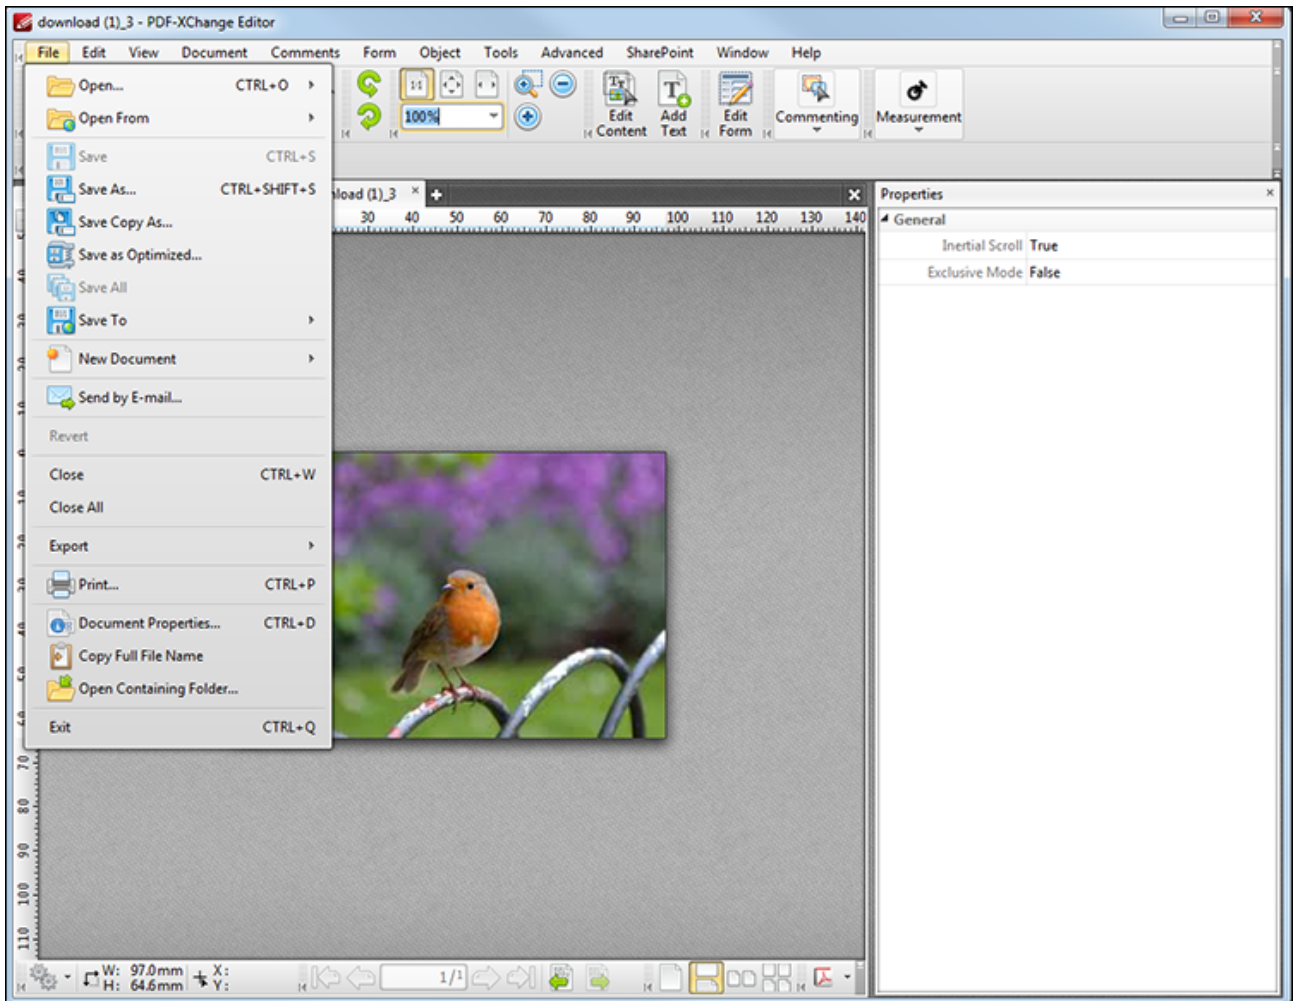 download (1)_3 - PDF-XChange Editor
File Edit View Document Comments Form Object Tools Advanced SharePoint Window Help
Open... CTRL+O
Open From
Save CTRL+S
Save As... CTRL+SHIFT+S
Save Copy As...
Save as Optimized...
Save All
Save To
New Document
Send by E-mail...
Revert
Close CTRL+W
Close All
Export
Print... CTRL+P
Document Properties... CTRL+D
Copy Full File Name
Open Containing Folder...
Exit CTRL+Q
1:1
100%
Edit Content
Add Text
Edit Form
Commenting
Measurement
nload (1)_3
30 40 50 60 70 80 90 100 110 120 130 140
Properties
General
Inertial Scroll True
Exclusive Mode False
70
80
90
100
110
W: 97.0mm
H: 64.6mm
X:
Y:
1/1